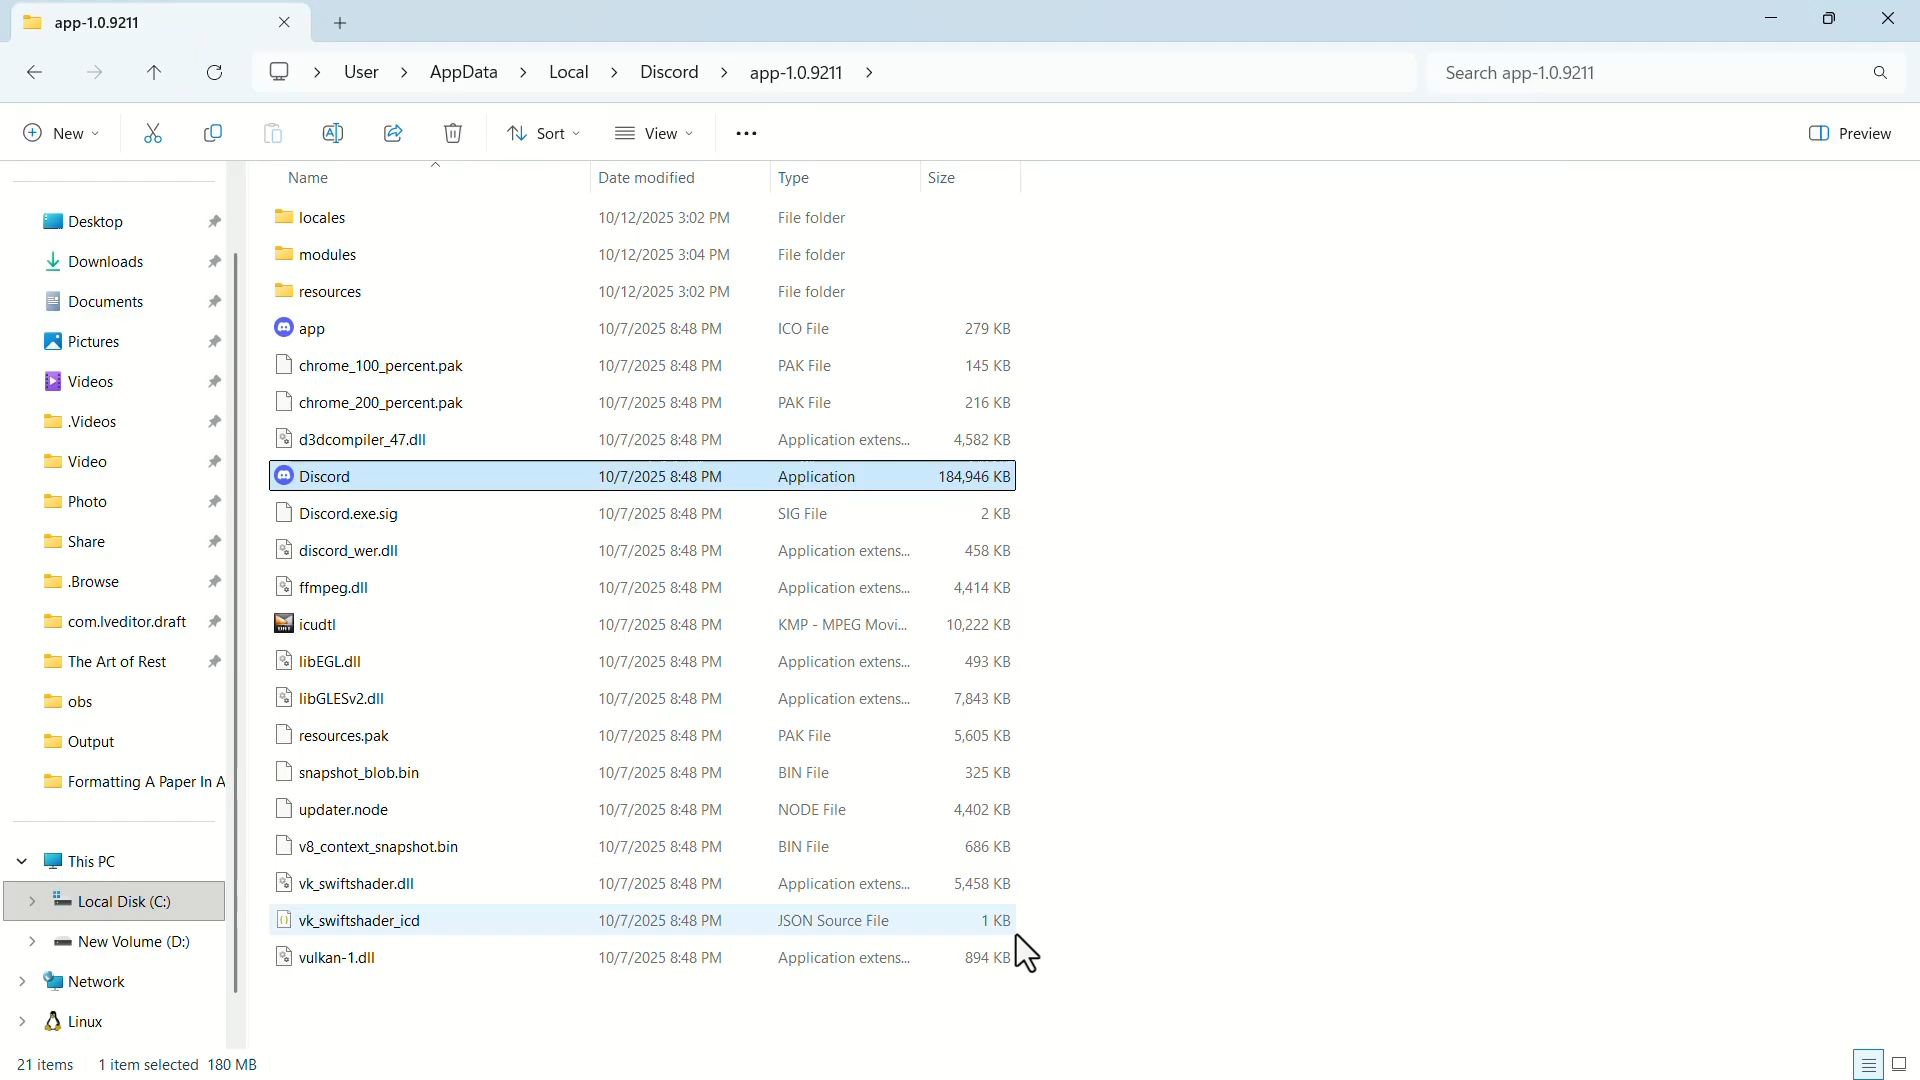 app-1.0.9211
User > AppData > Local > Discord > app-1.0.9211 >
Search app-1.0.9211
New
Sort
View
Preview
Name Date modified Type Size
Desktop
Downloads
Documents
Pictures
Videos
.Videos
Video
Photo
Share
.Browse
com.lveditor.draft
The Art of Rest
obs
Output
Formatting A Paper In A
This PC
Local Disk (C:)
New Volume (D:)
Network
Linux
locales 10/12/2025 3:02 PM File folder
modules 10/12/2025 3:04 PM File folder
resources 10/12/2025 3:02 PM File folder
app 10/7/2025 8:48 PM ICO File 279 KB
chrome_100_percent.pak 10/7/2025 8:48 PM PAK File 145 KB
chrome_200_percent.pak 10/7/2025 8:48 PM PAK File 216 KB
d3dcompiler_47.dll 10/7/2025 8:48 PM Application extens... 4,582 KB
Discord 10/7/2025 8:48 PM Application 184,946 KB
Discord.exe.sig 10/7/2025 8:48 PM SIG File 2 KB
discord_wer.dll 10/7/2025 8:48 PM Application extens... 458 KB
ffmpeg.dll 10/7/2025 8:48 PM Application extens... 4,414 KB
icudtl 10/7/2025 8:48 PM KMP - MPEG Movi... 10,222 KB
libEGL.dll 10/7/2025 8:48 PM Application extens... 493 KB
libGLESv2.dll 10/7/2025 8:48 PM Application extens... 7,843 KB
resources.pak 10/7/2025 8:48 PM PAK File 5,605 KB
snapshot_blob.bin 10/7/2025 8:48 PM BIN File 325 KB
updater.node 10/7/2025 8:48 PM NODE File 4,402 KB
v8_context_snapshot.bin 10/7/2025 8:48 PM BIN File 686 KB
vk_swiftshader.dll 10/7/2025 8:48 PM Application extens... 5,458 KB
vk_swiftshader_icd 10/7/2025 8:48 PM JSON Source File 1 KB
vulkan-1.dll 10/7/2025 8:48 PM Application extens... 894 KB
21 items 1 item selected 180 MB